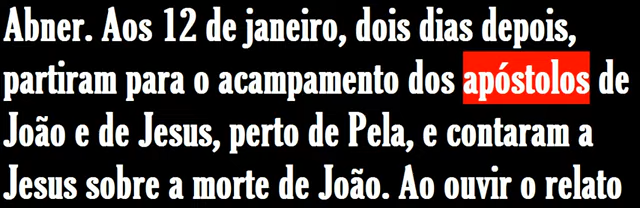 Abner. Aos 12 de janeiro, dois dias depois,
partiram para o acampamento dos apóstolos de
João e de Jesus, perto de Pela, e contaram a
Jesus sobre a morte de João. Ao ouvir o relato